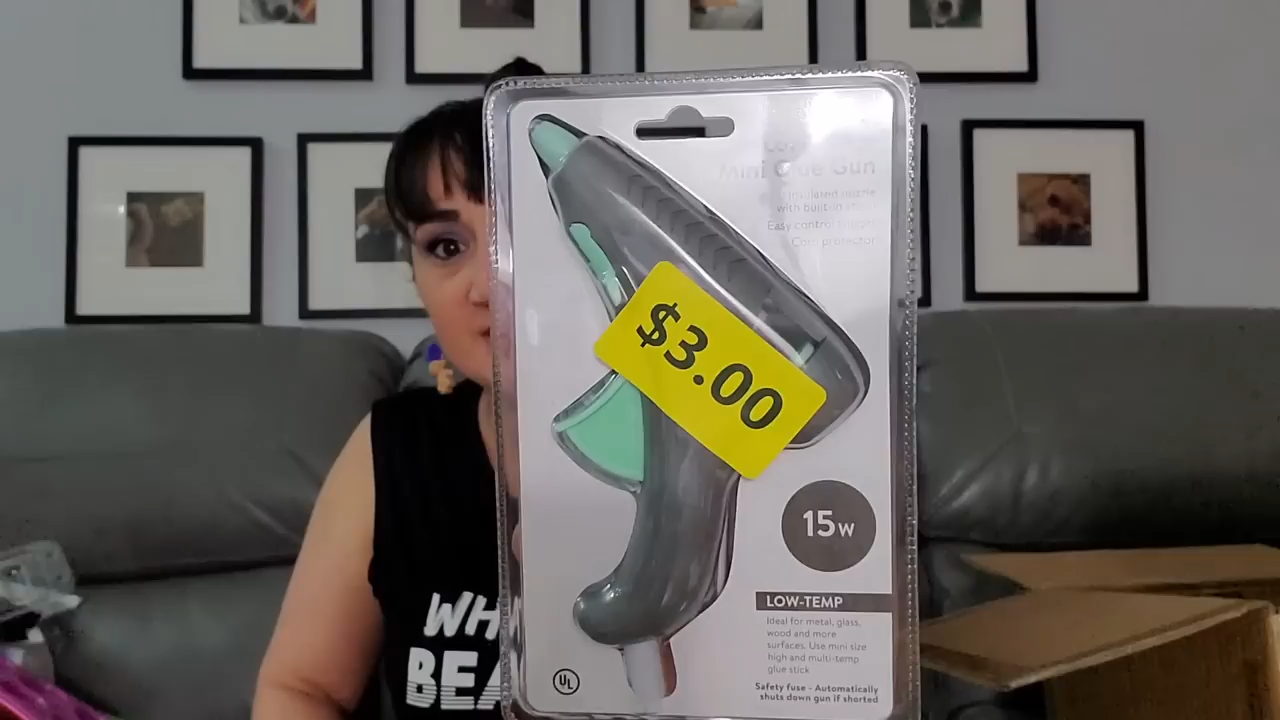 Mini Glue Gun
Insulated nozzle
with built-in
Easy control trigger
Cord protector
$3.00
15W
LOW-TEMP
Ideal for metal, glass,
wood and more
surfaces. Use mini size
high and multi-temp
glue stick
Safety fuse - Automatically
shuts down gun if shorted
UL
WH
BEA